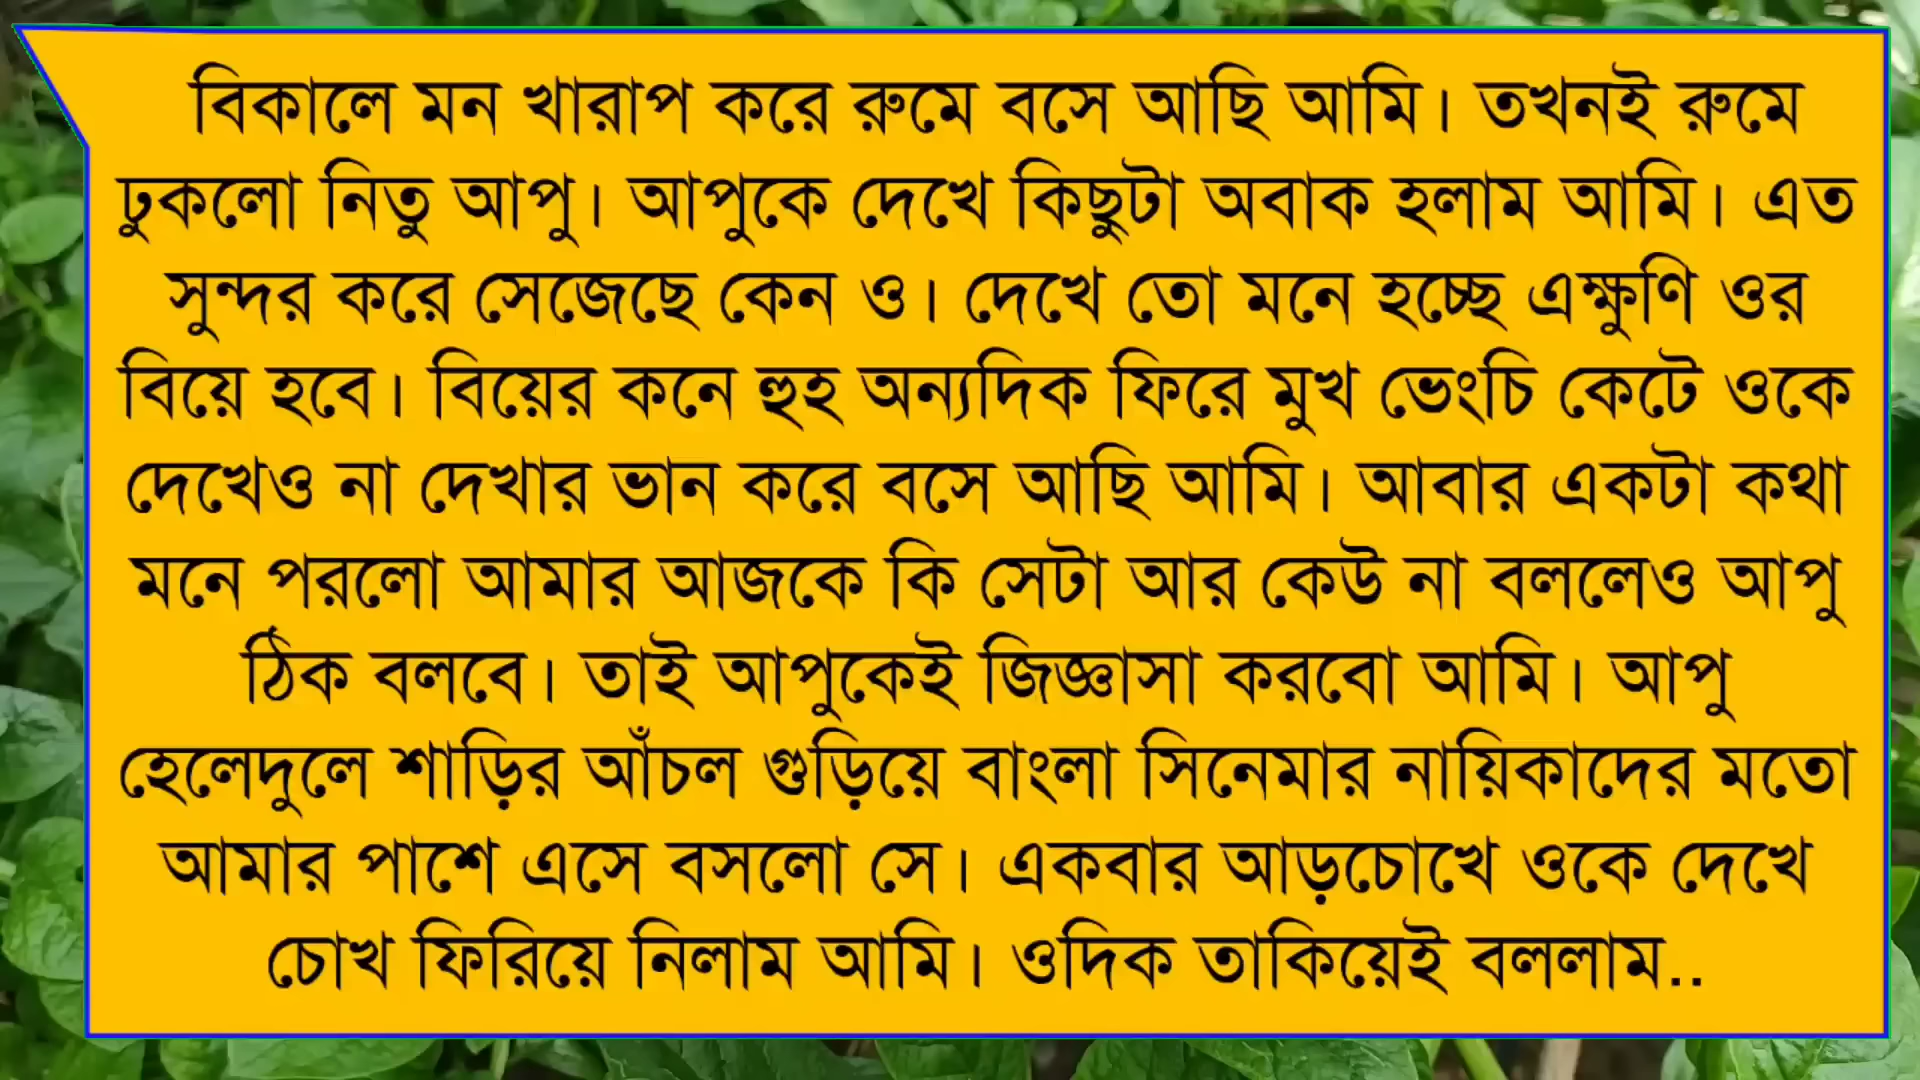 বিকালে মন খারাপ করে রুমে বসে আছি আমি। তখনই রুমে
ঢুকলো নিতু আপু। আপুকে দেখে কিছুটা অবাক হলাম আমি। এত
সুন্দর করে সেজেছে কেন ও। দেখে তো মনে হচ্ছে এক্ষুণি ওর
বিয়ে হবে। বিয়ের কনে হুহ অন্যদিক ফিরে মুখ ভেংচি কেটে ওকে
দেখেও না দেখার ভান করে বসে আছি আমি। আবার একটা কথা
মনে পরলো আমার আজকে কি সেটা আর কেউ না বললেও আপু
ঠিক বলবে। তাই আপুকেই জিজ্ঞাসা করবো আমি। আপু
হেলেদুলে শাড়ির আঁচল গুড়িয়ে বাংলা সিনেমার নায়িকাদের মতো
আমার পাশে এসে বসলো সে। একবার আড়চোখে ওকে দেখে
চোখ ফিরিয়ে নিলাম আমি। ওদিক তাকিয়েই বললাম..